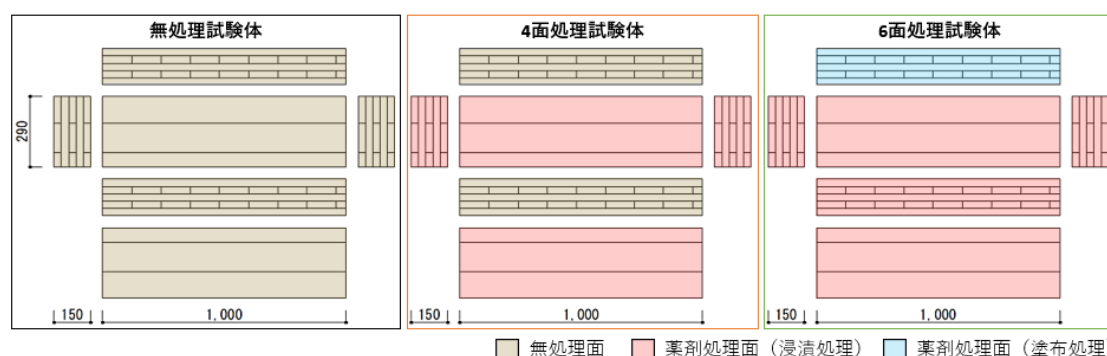 無処理試験体
4面処理試験体
6面処理試験体
290
150
1,000
150
1,000
150
1,000
無処理面
薬剤処理面（浸漬処理）
薬剤処理面（塗布処理